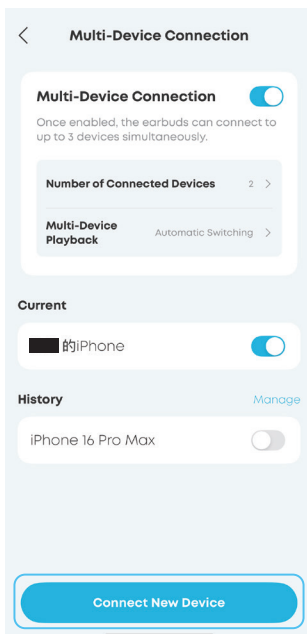 Multi-Device Connection
Multi-Device Connection
Once enabled, the earbuds can connect to
up to 3 devices simultaneously.
Number of Connected Devices 2
Multi-Device
Playback
Automatic Switching
Current
的iPhone
History Manage
iPhone 16 Pro Max
Connect New Device